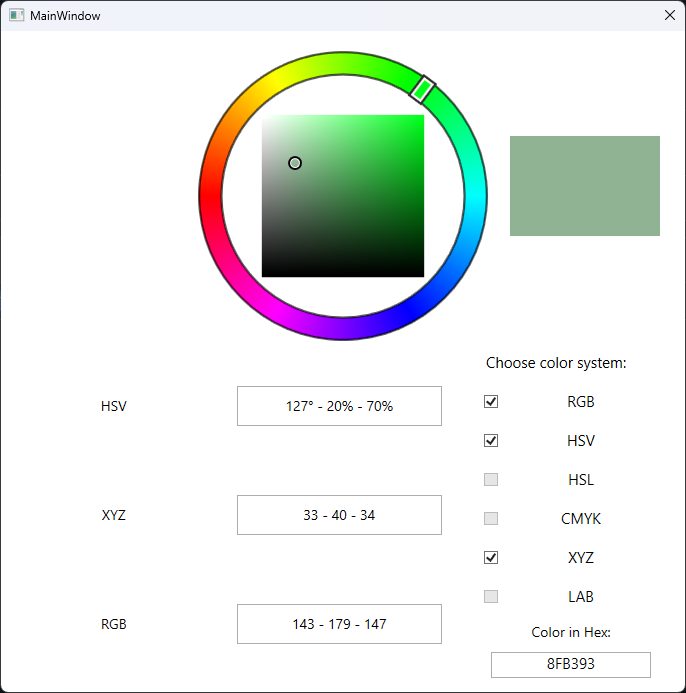 MainWindow
Choose color system:
HSV
127° - 20% - 70%
RGB
HSV
HSL
XYZ
33 - 40 - 34
CMYK
XYZ
LAB
RGB
143 - 179 - 147
Color in Hex:
8FB393